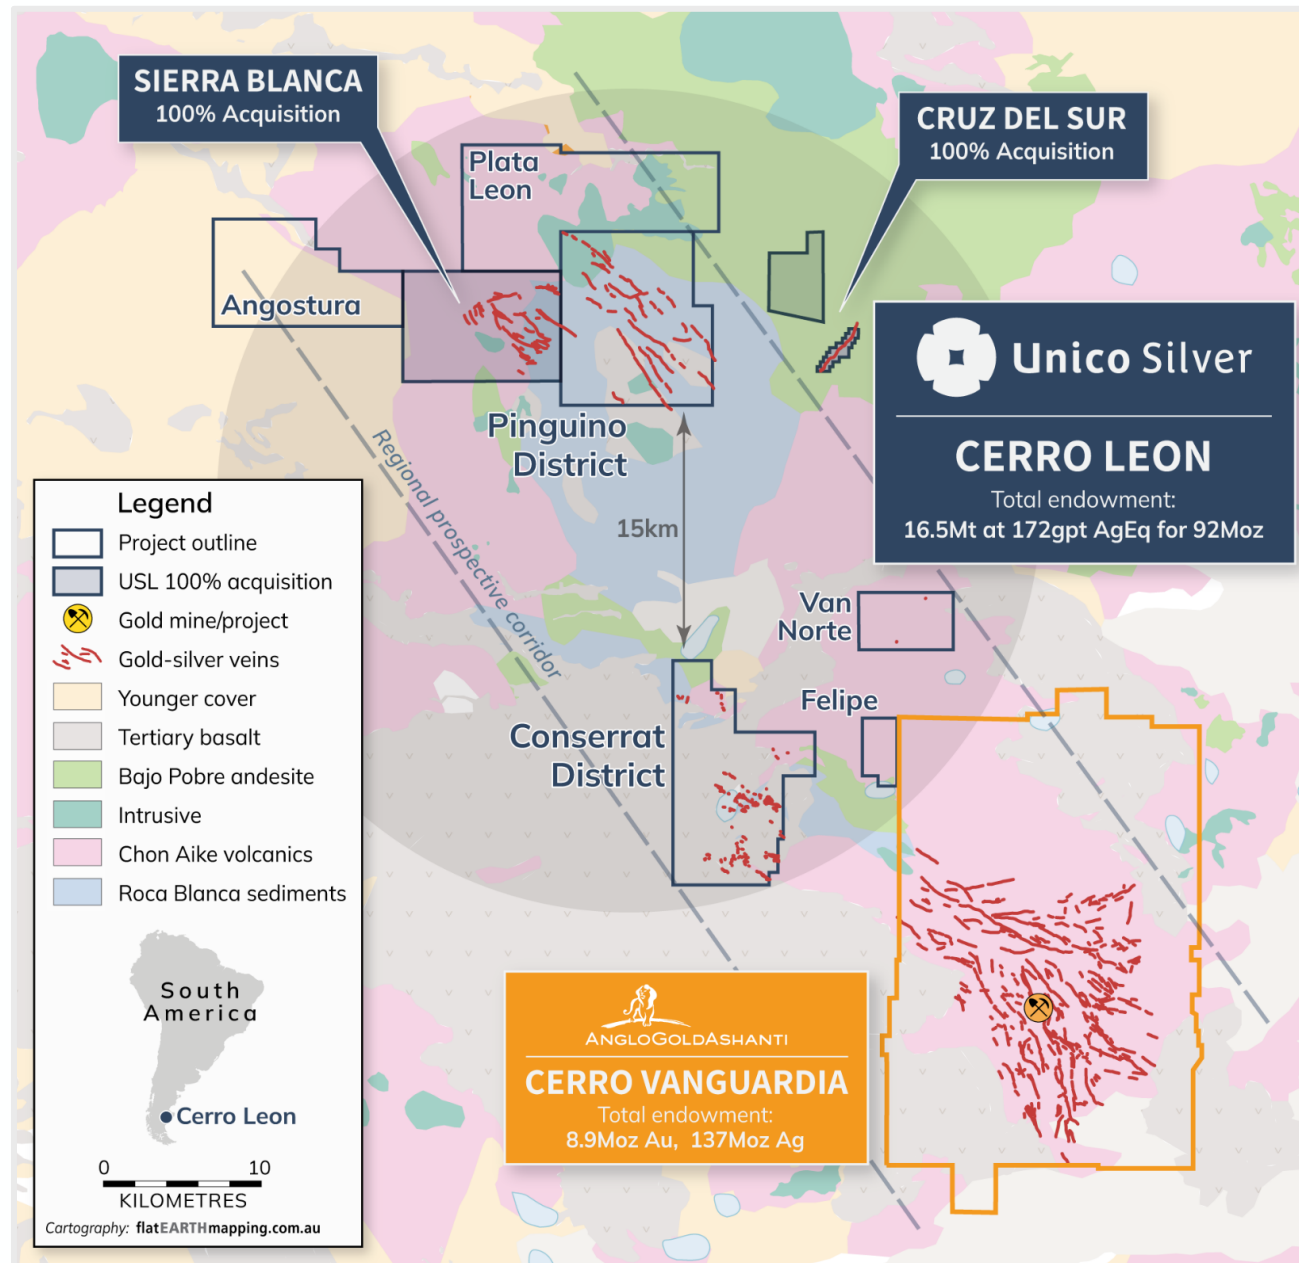 SIERRA BLANCA
100% Acquisition
CRUZ DEL SUR
100% Acquisition
Plata
Leon
Angostura
Unico Silver
CERRO LEON
Total endowment:
16.5Mt at 172gpt AgEq for 92Moz
Pinguino
District
Regional prospective corridor
15km
Van
Norte
Felipe
Conserrat
District
Legend
Project outline
USL 100% acquisition
Gold mine/project
Gold-silver veins
Younger cover
Tertiary basalt
Bajo Pobre andesite
Intrusive
Chon Aike volcanics
Roca Blanca sediments
South
America
Cerro Leon
0 10
KILOMETRES
Cartography: flatEARTHmapping.com.au
ANGLOGOLDASHANTI
CERRO VANGUARDIA
Total endowment:
8.9Moz Au, 137Moz Ag